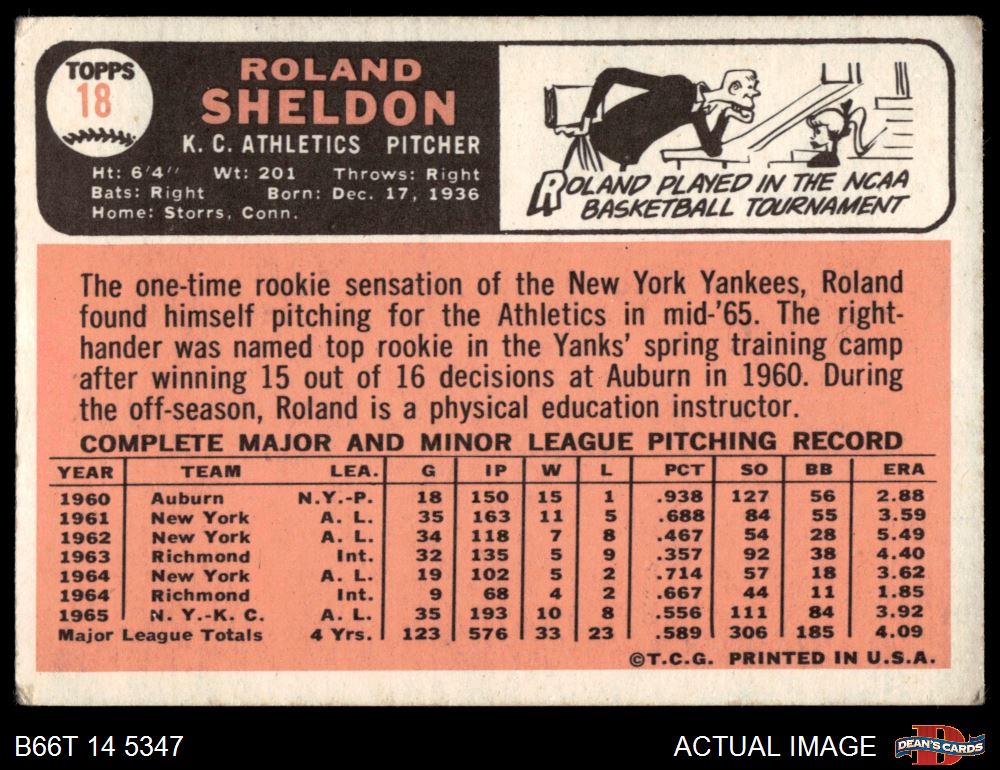 TOPPS
18
ROLAND
SHELDON
K. C. ATHLETICS PITCHER
Ht: 6'4" Wt: 201 Throws: Right
Bats: Right Born: Dec. 17, 1936
Home: Storrs, Conn.
ROLAND PLAYED IN THE NCAA
BASKETBALL TOURNAMENT
The one-time rookie sensation of the New York Yankees, Roland
found himself pitching for the Athletics in mid-'65. The right-
hander was named top rookie in the Yanks' spring training camp
after winning 15 out of 16 decisions at Auburn in 1960. During
the off-season, Roland is a physical education instructor.
COMPLETE MAJOR AND MINOR LEAGUE PITCHING RECORD
YEAR TEAM LEA. G IP W L PCT SO BB ERA
1960 Auburn N.Y.-P. 18 150 15 1 .938 127 56 2.88
1961 New York A. L. 35 163 11 5 .688 84 55 3.59
1962 New York A. L. 34 118 7 8 .467 54 28 5.49
1963 Richmond Int. 32 135 5 9 .357 92 38 4.40
1964 New York A. L. 19 102 5 2 .714 57 18 3.62
1964 Richmond Int. 9 68 4 2 .667 44 11 1.85
1965 N. Y.-K. C. A. L. 35 193 10 8 .556 111 84 3.92
Major League Totals 4 Yrs. 123 576 33 23 .589 306 185 4.09
©T.C.G. PRINTED IN U.S.A.
B66T 14 5347
ACTUAL IMAGE
DEAN'S CARDS